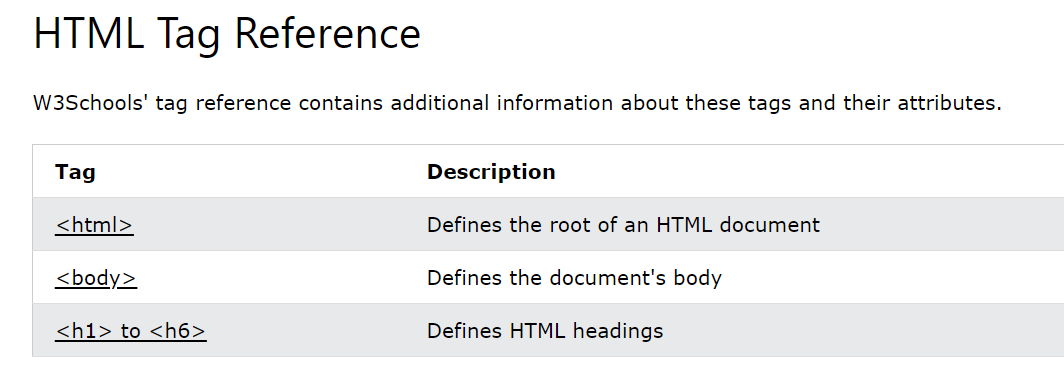 HTML Tag Reference
W3Schools' tag reference contains additional information about these tags and their attributes.
Tag Description
<html> Defines the root of an HTML document
<body> Defines the document's body
<h1> to <h6> Defines HTML headings